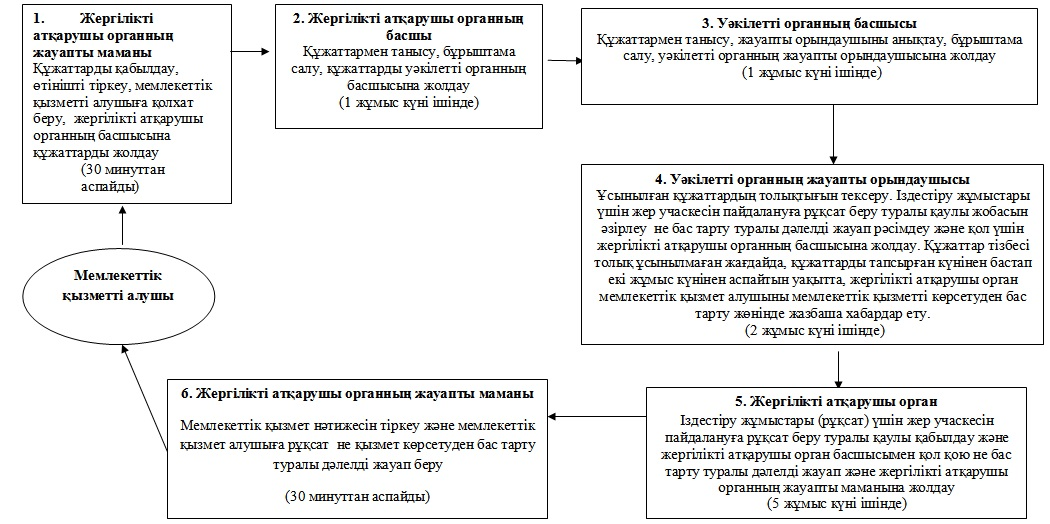 1. Жергілікті
атқарушы органның
жауапты маманы
Құжаттарды қабылдау,
өтінішті тіркеу, мемлекеттік
қызметті алушыға қолхат
беру, жергілікті атқарушы
органның басшысына
құжаттарды жолдау
(30 минуттан
аспайды)
2. Жергілікті атқарушы органның
басшы
Құжаттармен танысу, бұрыштама
салу, құжаттарды уәкілетті органның
басшысына жолдау
(1 жұмыс күні ішінде)
3. Уәкілетті органның басшысы
Құжаттармен танысу, жауапты орындаушыны анықтау, бұрыштама
салу, уәкілетті органның жауапты орындаушысына жолдау
(1 жұмыс күні ішінде)
4. Уәкілетті органның жауапты орындаушысы
Ұсынылған құжаттардың толықтығын тексеру. Іздестіру жұмыстары
үшін жер учаскесін пайдалануға рұқсат беру туралы қаулы жобасын
әзірлеу не бас тарту туралы дәлелді жауап рәсімдеу және қол үшін
жергілікті атқарушы органның басшысына жолдау. Құжаттар тізбесі
толық ұсынылмаған жағдайда, құжаттарды тапсырған күнінен бастап
екі жұмыс күнінен аспайтын уақытта, жергілікті атқарушы орган
мемлекеттік қызмет алушыны мемлекеттік қызметті көрсетуден бас
тарту жөнінде жазбаша хабардар ету.
(2 жұмыс күні ішінде)
Мемлекеттік
қызметті алушы
6. Жергілікті атқарушы органның жауапты маманы
Мемлекеттік қызмет нәтижесін тіркеу және мемлекеттік
қызмет алушыға рұқсат не қызмет көрсетуден бас тарту
туралы дәлелді жауап беру
(30 минуттан аспайды)
5. Жергілікті атқарушы орган
Іздестіру жұмыстары (рұқсат) үшін жер учаскесін
пайдалануға рұқсат беру туралы қаулы қабылдау және
жергілікті атқарушы орган басшысымен қол қою не бас
тарту туралы дәлелді жауап және жергілікті атқарушы
органның жауапты маманына жолдау
(5 жұмыс күні ішінде)